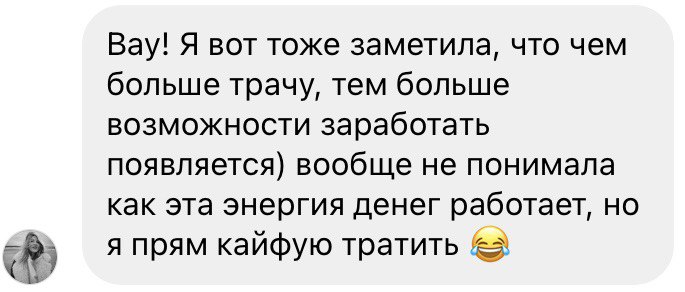 Вау! Я вот тоже заметила, что чем
больше трачу, тем больше
возможности заработать
появляется) вообще не понимала
как эта энергия денег работает, но
я прям кайфую тратить 😂